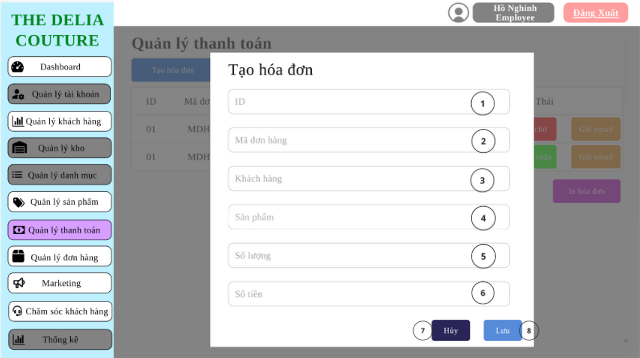 THE DELIA
COUTURE
Hồ Nghinh
Employee
Đăng Xuất
Dashboard
Quản lý tài khoản
Quản lý khách hàng
Quản lý kho
Quản lý danh mục
Quản lý sản phẩm
Quản lý thanh toán
Quản lý đơn hàng
Marketing
Chăm sóc khách hàng
Thống kê
Quản lý thanh toán
Tạo hóa đơn
ID Mã đơ Thái
01 MDH chờ Gửi email
01 MDH Gửi email
In hóa đơn
Tạo hóa đơn
ID 1
Mã đơn hàng 2
Khách hàng 3
Sản phẩm 4
Số lượng 5
Số tiền 6
7 Hủy Lưu 8